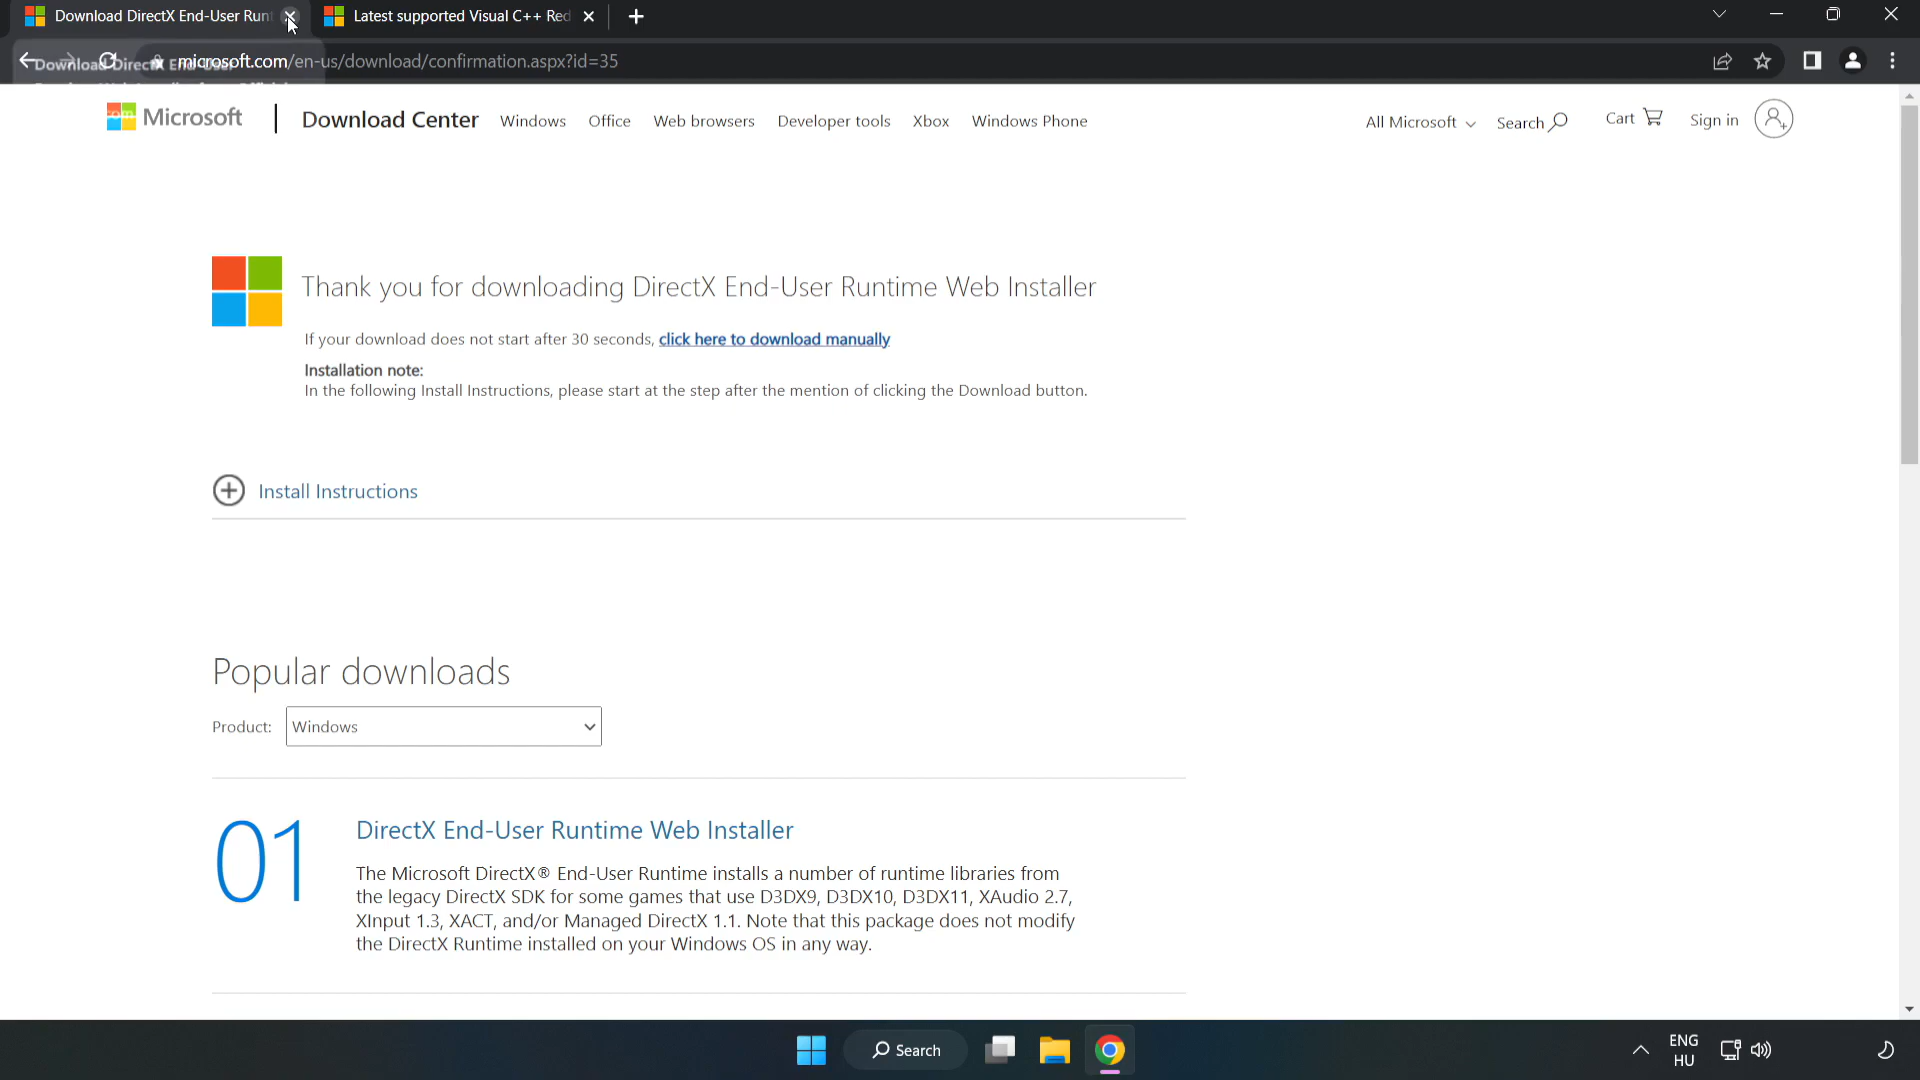 Download DirectX End-User Runt
Latest supported Visual C++ Red
microsoft.com/en-us/download/confirmation.aspx?id=35
Download DirectX End-User
Microsoft
Download Center
Windows
Office
Web browsers
Developer tools
Xbox
Windows Phone
All Microsoft
Search
Cart
Sign in
Thank you for downloading DirectX End-User Runtime Web Installer
If your download does not start after 30 seconds, click here to download manually
Installation note:
In the following Install Instructions, please start at the step after the mention of clicking the Download button.
Install Instructions
Popular downloads
Product:
Windows
01
DirectX End-User Runtime Web Installer
The Microsoft DirectX® End-User Runtime installs a number of runtime libraries from
the legacy DirectX SDK for some games that use D3DX9, D3DX10, D3DX11, XAudio 2.7,
XInput 1.3, XACT, and/or Managed DirectX 1.1. Note that this package does not modify
the DirectX Runtime installed on your Windows OS in any way.
Search
ENG
HU